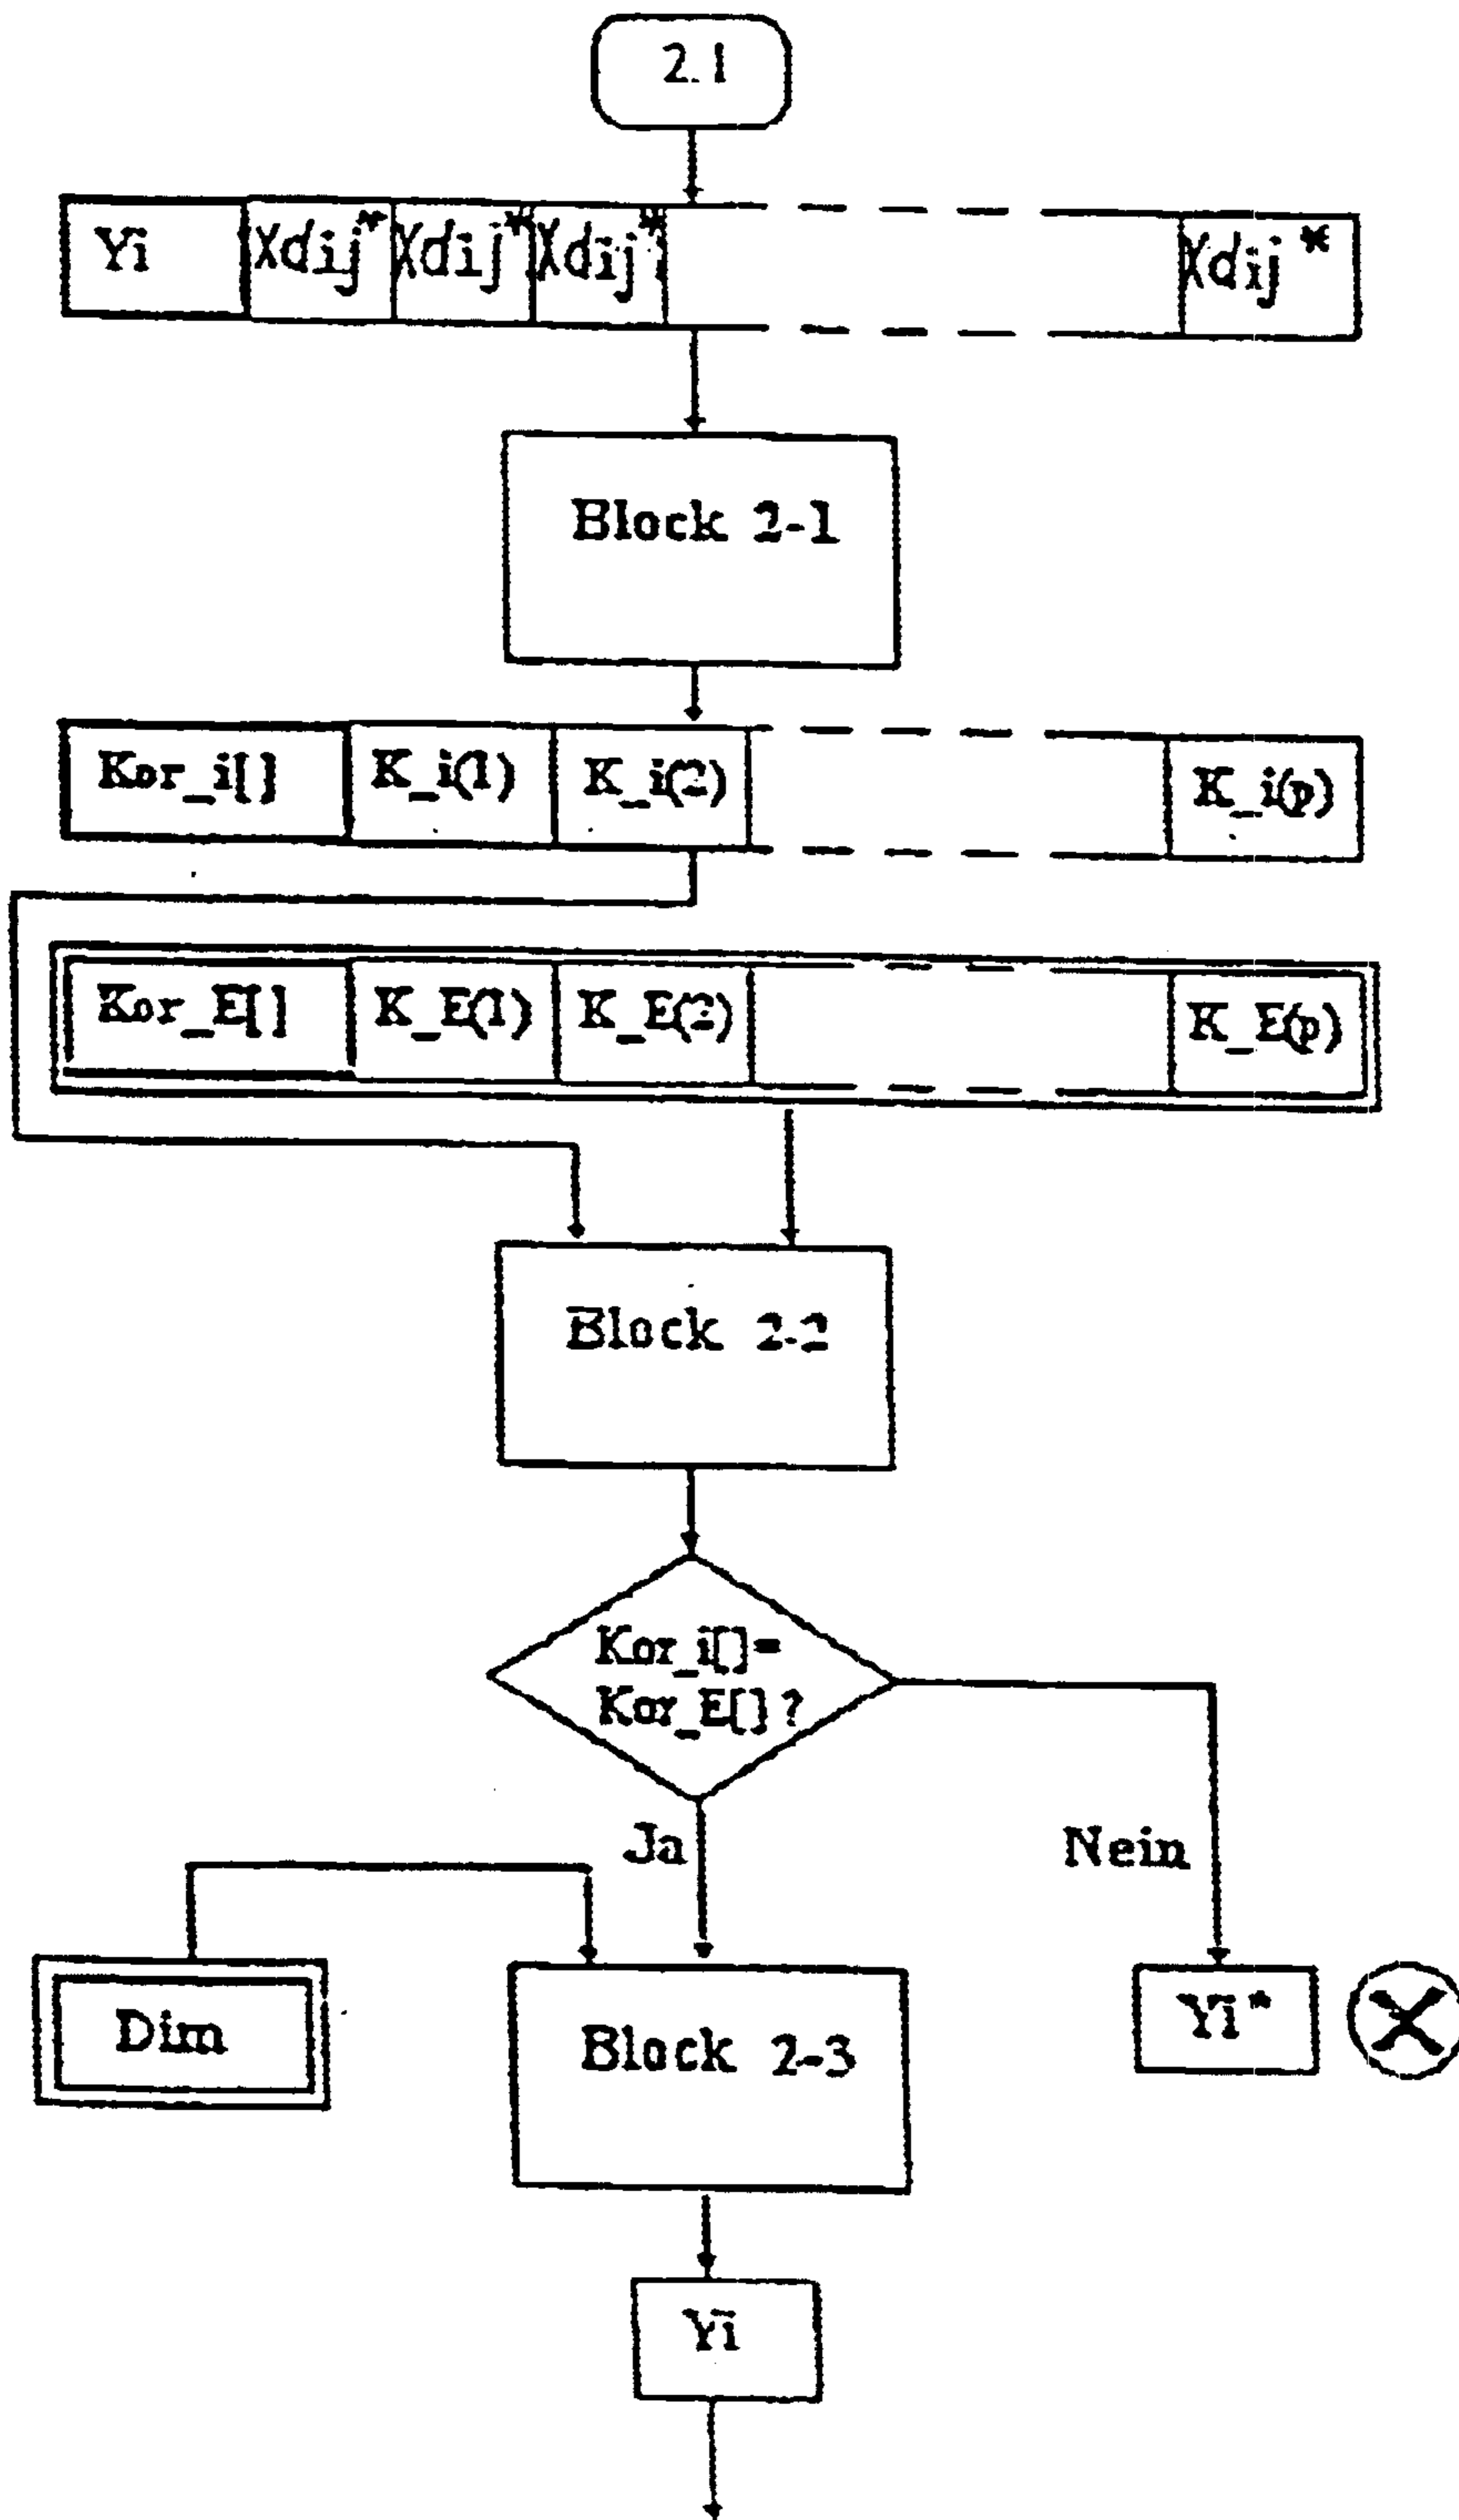 2.1
Yi Xdij* Xdij* Xdij* Xdij*
Block 2-1
Kor_i[] K_i(1) K_i(2) K_i(p)
Kor_E[] K_E(1) K_E(2) K_E(p)
Block 2-2
Kor_i[]=
Kor_E[]?
Ja
Nein
Dim
Block 2-3
Yi*
Yi